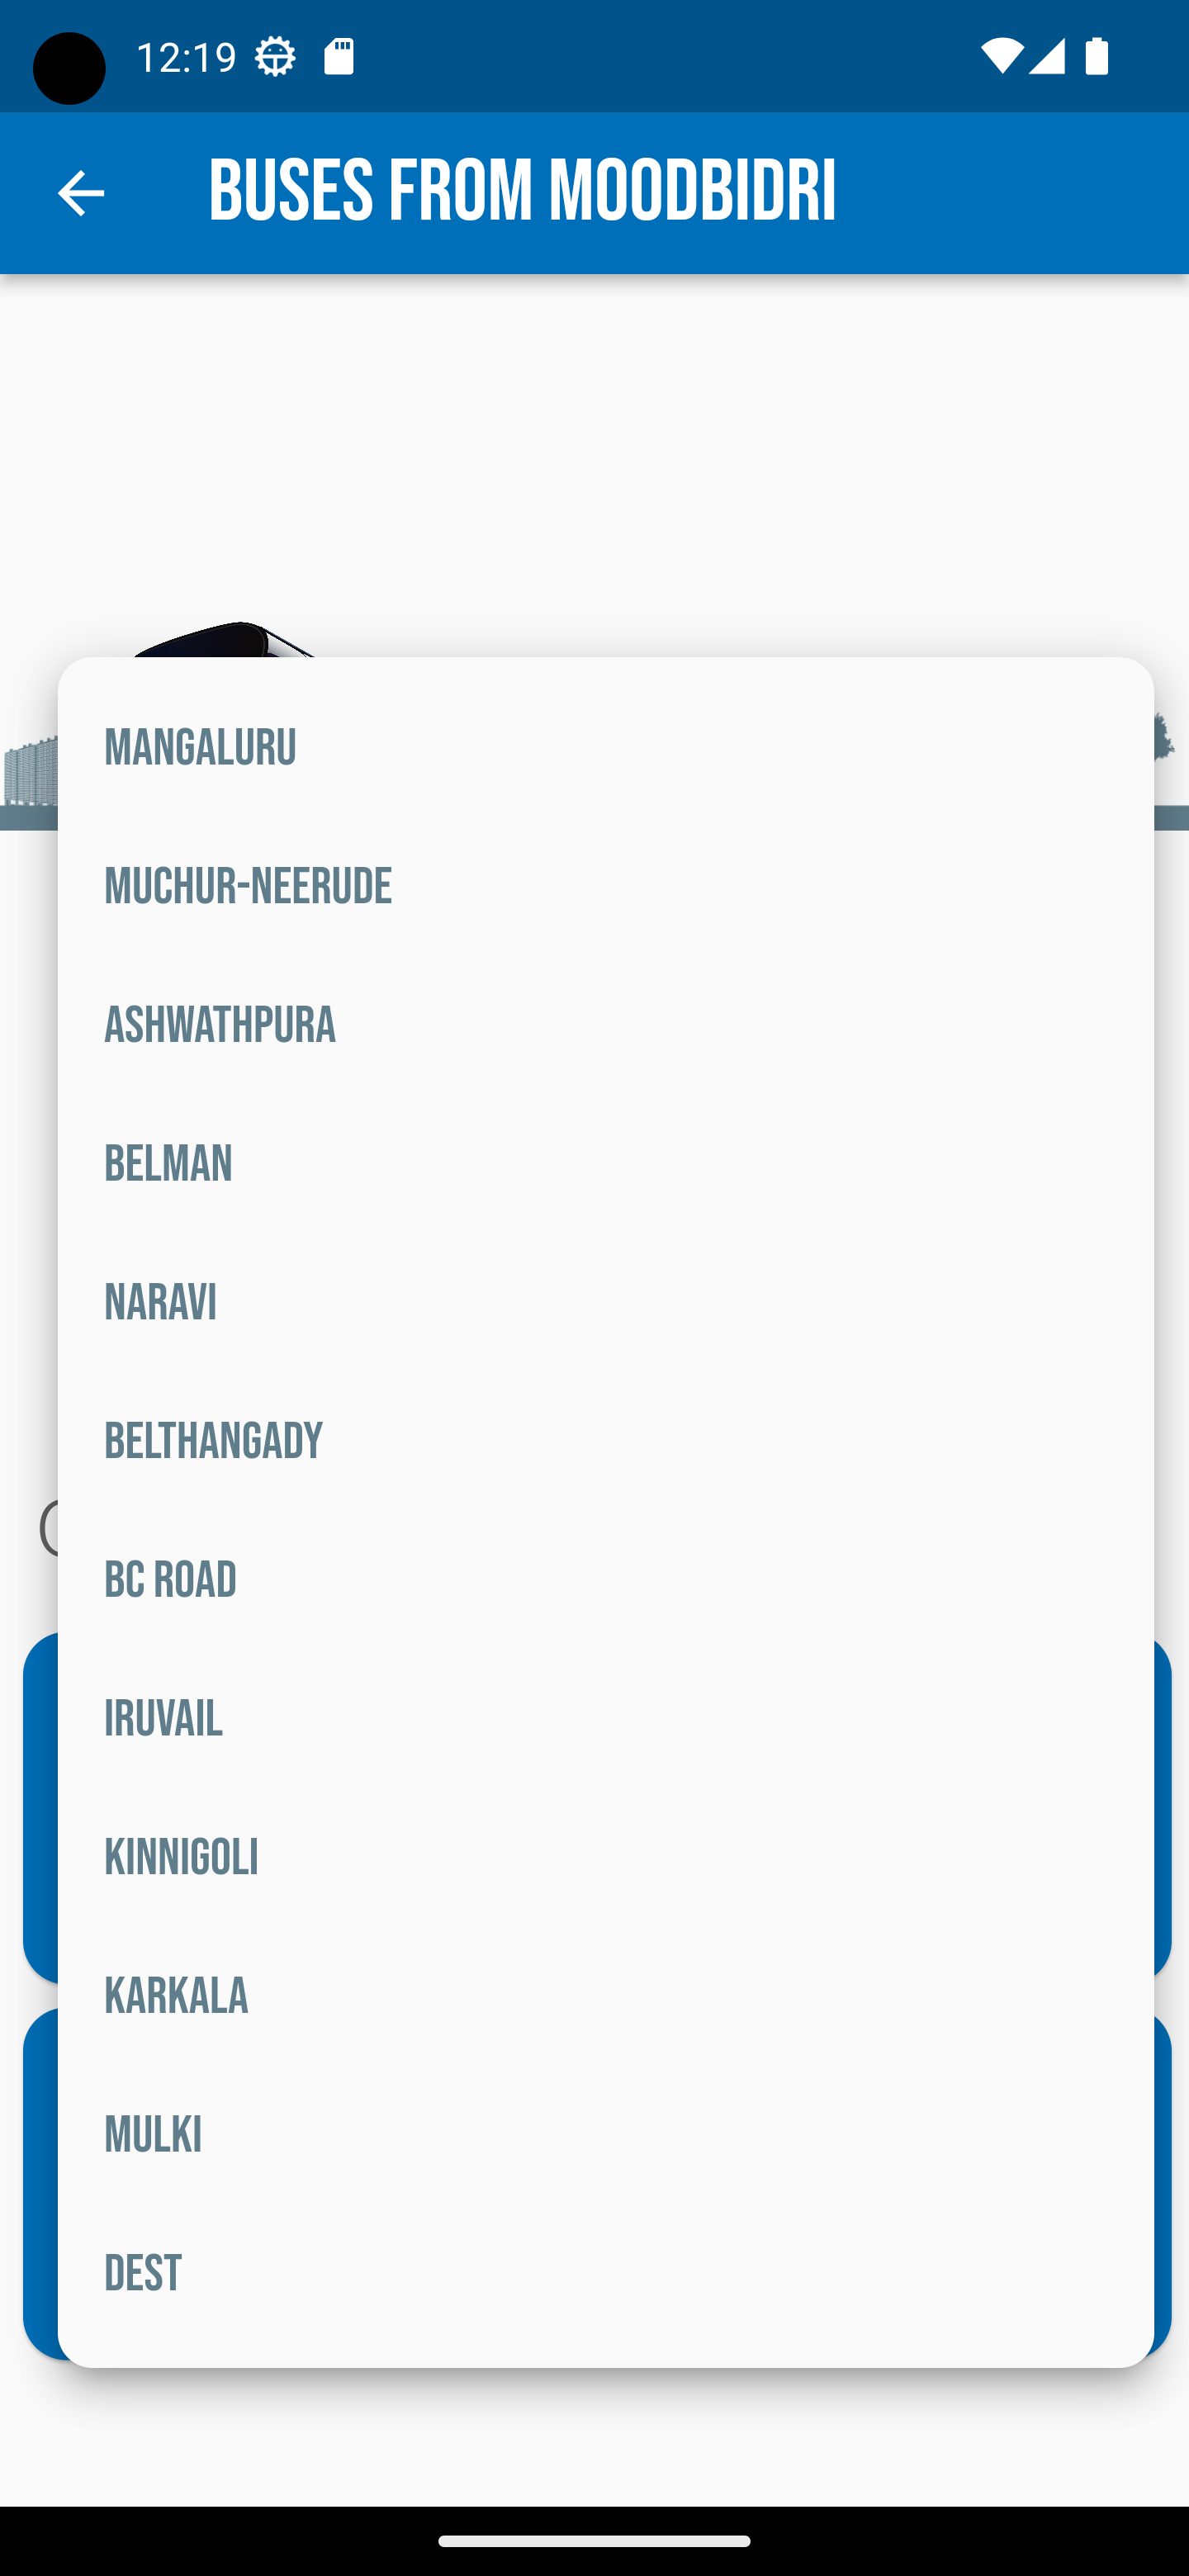 12:19
BUSES FROM MOODBIDRI
MANGALURU
MUCHUR-NEERUDE
ASHWATHPURA
BELMAN
NARAVI
BELTHANGADY
BC ROAD
IRUVAIL
KINNIGOLI
KARKALA
MULKI
DEST